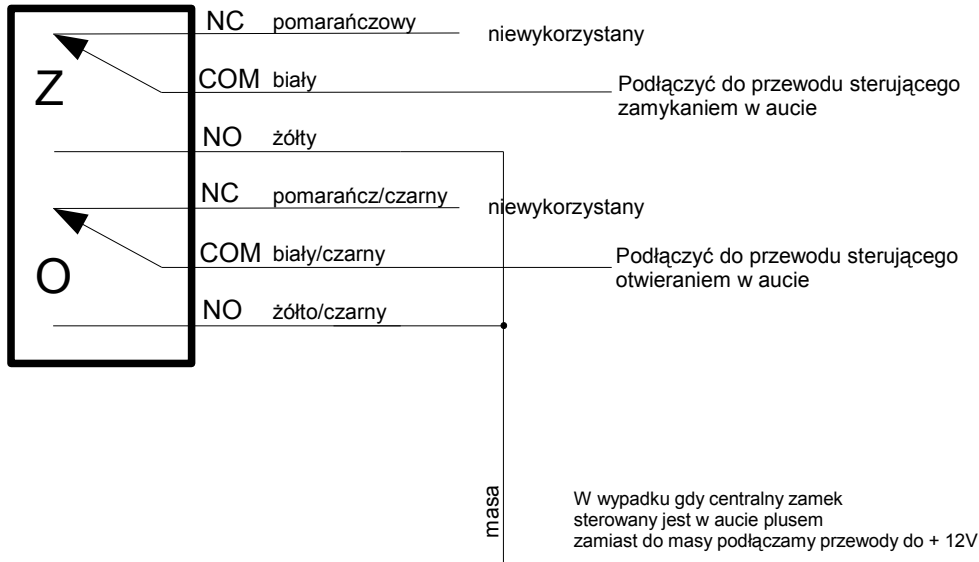 NC pomarańczowy niewykorzystany
Z
COM biały Podłączyć do przewodu sterującego
zamykaniem w aucie
NO żółty
NC pomarańcz/czarny niewykorzystany
COM biały/czarny Podłączyć do przewodu sterującego
otwieraniem w aucie
O
NO żółto/czarny
masa
W wypadku gdy centralny zamek
sterowany jest w aucie plusem
zamiast do masy podłączamy przewody do + 12V